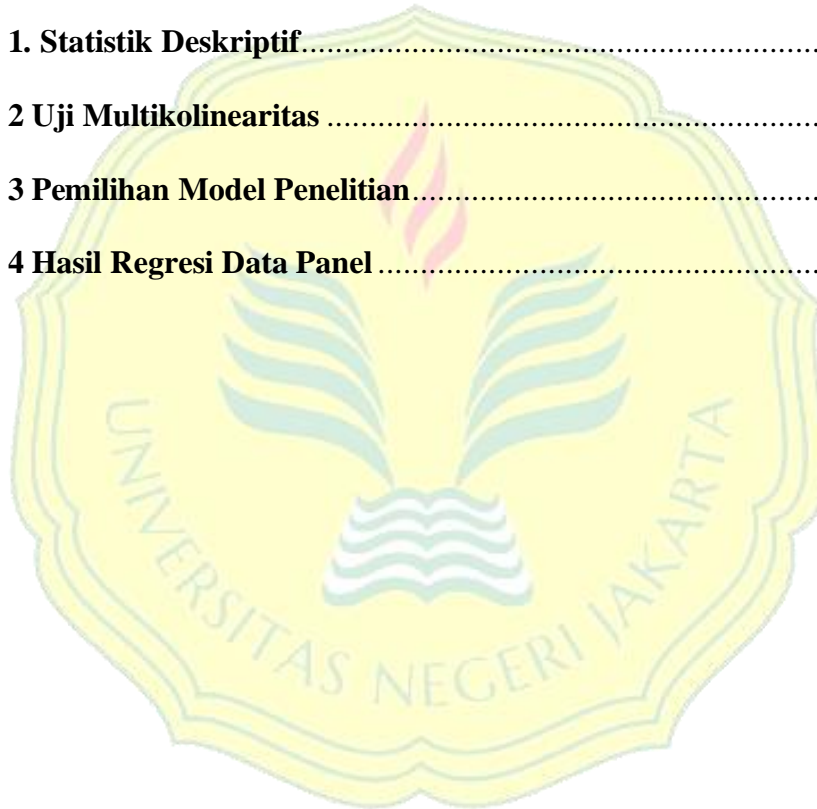 1. Statistik Deskriptif................................................................
2 Uji Multikolinearitas ............................................................
3 Pemilihan Model Penelitian..................................................
4 Hasil Regresi Data Panel ......................................................
UNIVERSITAS NEGERI JAKARTA